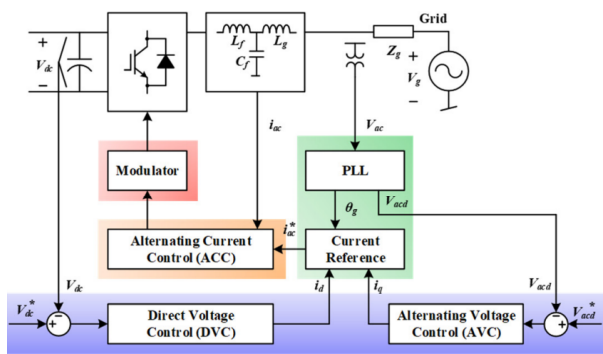 Grid
+
V_dc
−
L_f
L_g
C_f
Z_g
+
V_g
−
i_ac
V_ac
Modulator
PLL
V_acd
θ_g
Alternating Current
Control (ACC)
i_ac*
Current
Reference
V_dc
i_d
i_q
V_acd
V_dc*
+
−
Direct Voltage
Control (DVC)
Alternating Voltage
Control (AVC)
−
+
V_acd*